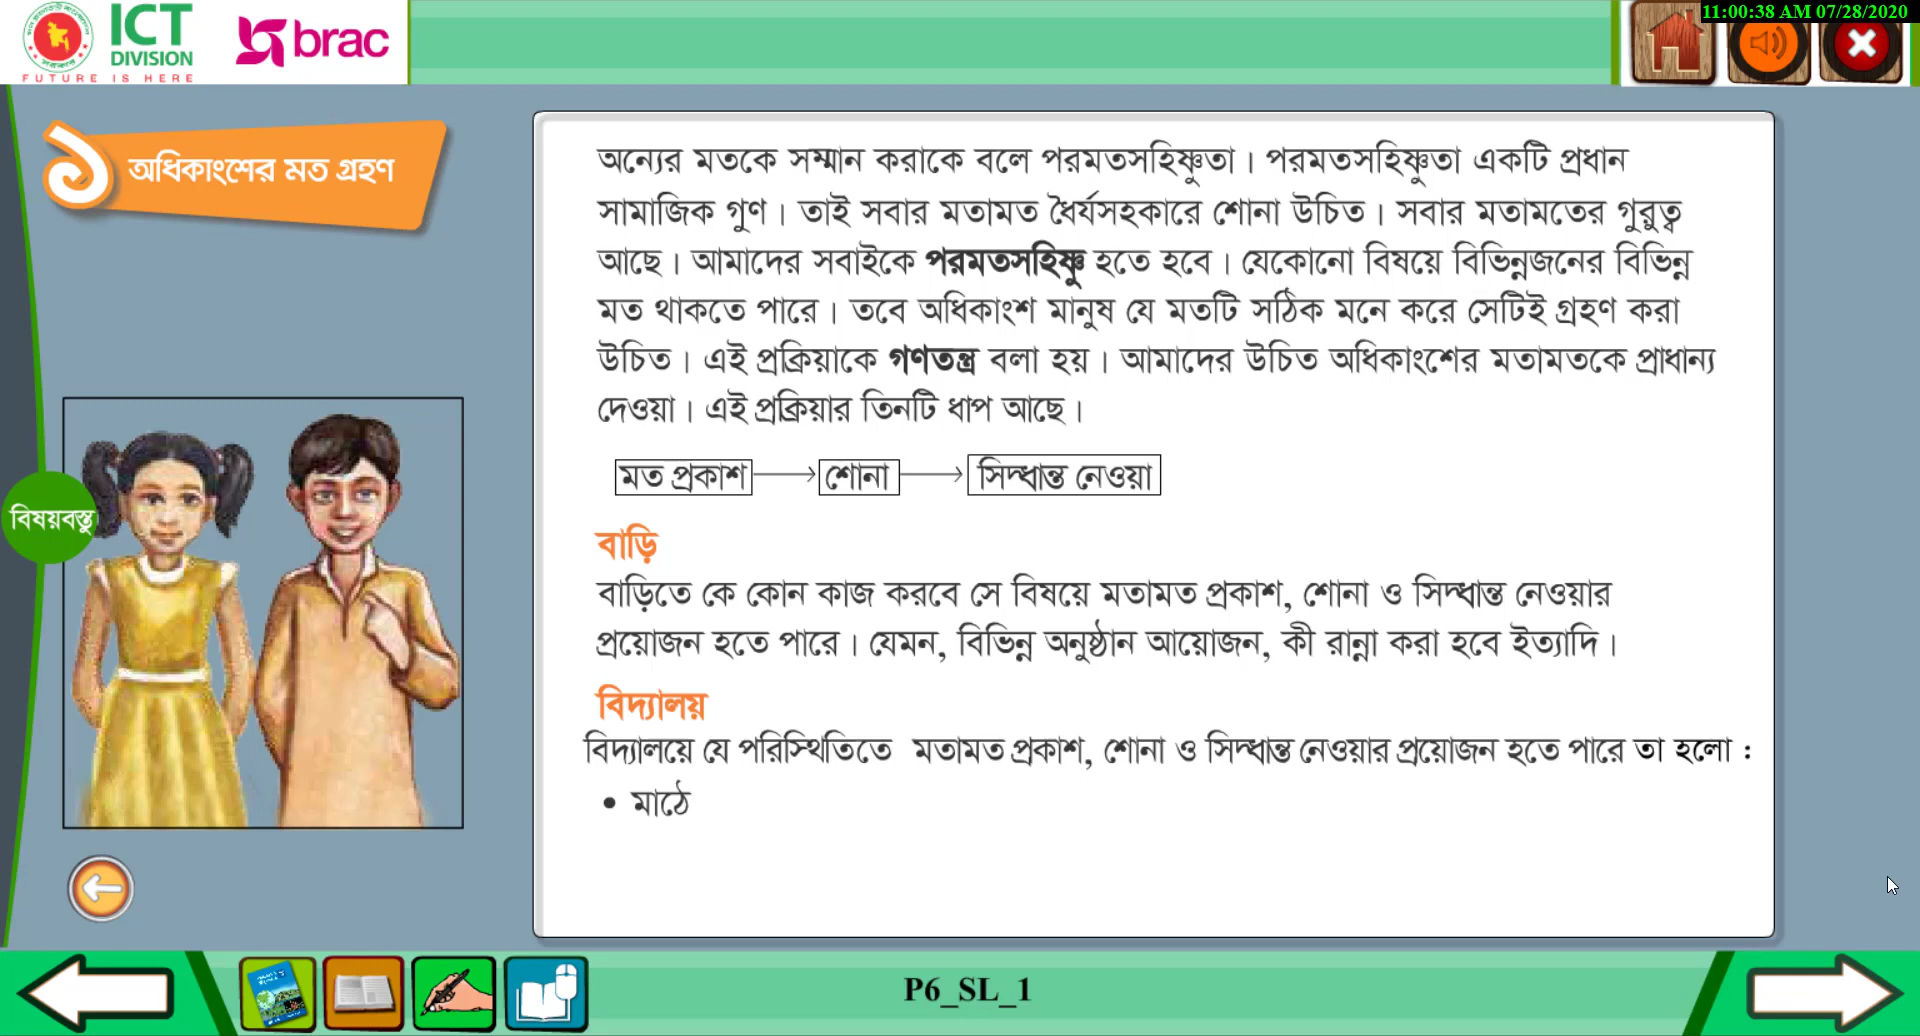 11:00:38 AM 07/28/2020
ICT
DIVISION
FUTURE IS HERE
brac
১ অধিকাংশের মত গ্রহণ
অন্যের মতকে সম্মান করাকে বলে পরমতসহিষ্ণুতা। পরমতসহিষ্ণুতা একটি প্রধান
সামাজিক গুণ। তাই সবার মতামত ধৈর্যসহকারে শোনা উচিত। সবার মতামতের গুরুত্ব
আছে। আমাদের সবাইকে পরমতসহিষ্ণু হতে হবে। যেকোনো বিষয়ে বিভিন্নজনের বিভিন্ন
মত থাকতে পারে। তবে অধিকাংশ মানুষ যে মতটি সঠিক মনে করে সেটিই গ্রহণ করা
উচিত। এই প্রক্রিয়াকে গণতন্ত্র বলা হয়। আমাদের উচিত অধিকাংশের মতামতকে প্রাধান্য
দেওয়া। এই প্রক্রিয়ার তিনটি ধাপ আছে।
মত প্রকাশ শোনা সিদ্ধান্ত নেওয়া
বিষয়বস্তু
বাড়ি
বাড়িতে কে কোন কাজ করবে সে বিষয়ে মতামত প্রকাশ, শোনা ও সিদ্ধান্ত নেওয়ার
প্রয়োজন হতে পারে। যেমন, বিভিন্ন অনুষ্ঠান আয়োজন, কী রান্না করা হবে ইত্যাদি।
বিদ্যালয়
বিদ্যালয়ে যে পরিস্থিতিতে মতামত প্রকাশ, শোনা ও সিদ্ধান্ত নেওয়ার প্রয়োজন হতে পারে তা হলো :
• মাঠে
P6_SL_1